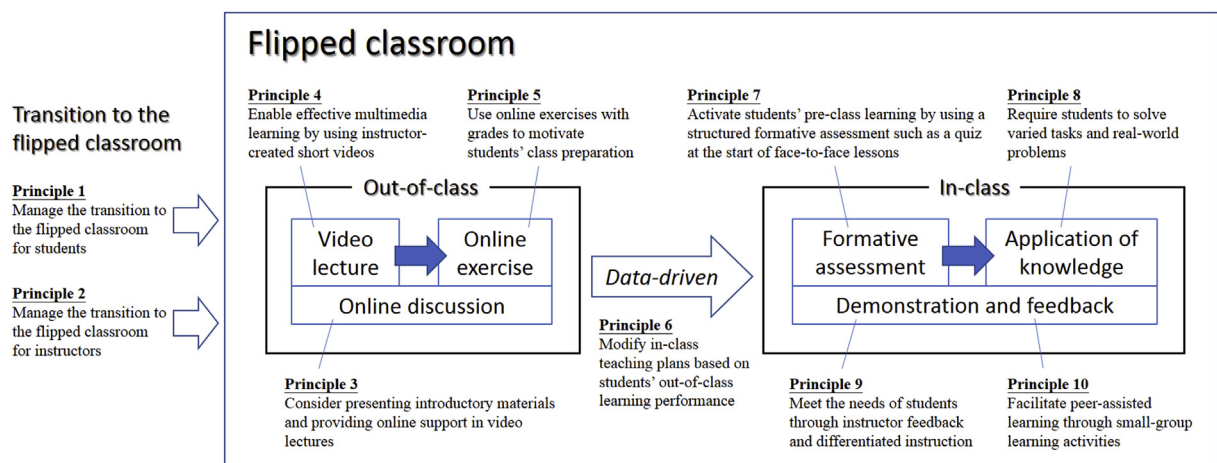 Flipped classroom
Transition to the
flipped classroom
Principle 1
Manage the transition to
the flipped classroom
for students
Principle 2
Manage the transition to
the flipped classroom
for instructors
Principle 4
Enable effective multimedia
learning by using instructor-
created short videos
Principle 5
Use online exercises with
grades to motivate
students’ class preparation
Out-of-class
Video
lecture
Online
exercise
Online discussion
Principle 3
Consider presenting introductory materials
and providing online support in video
lectures
Data-driven
Principle 6
Modify in-class
teaching plans based on
students’ out-of-class
learning performance
Principle 7
Activate students’ pre-class learning by using a
structured formative assessment such as a quiz
at the start of face-to-face lessons
Principle 8
Require students to solve
varied tasks and real-world
problems
In-class
Formative
assessment
Application of
knowledge
Demonstration and feedback
Principle 9
Meet the needs of students
through instructor feedback
and differentiated instruction
Principle 10
Facilitate peer-assisted
learning through small-group
learning activities